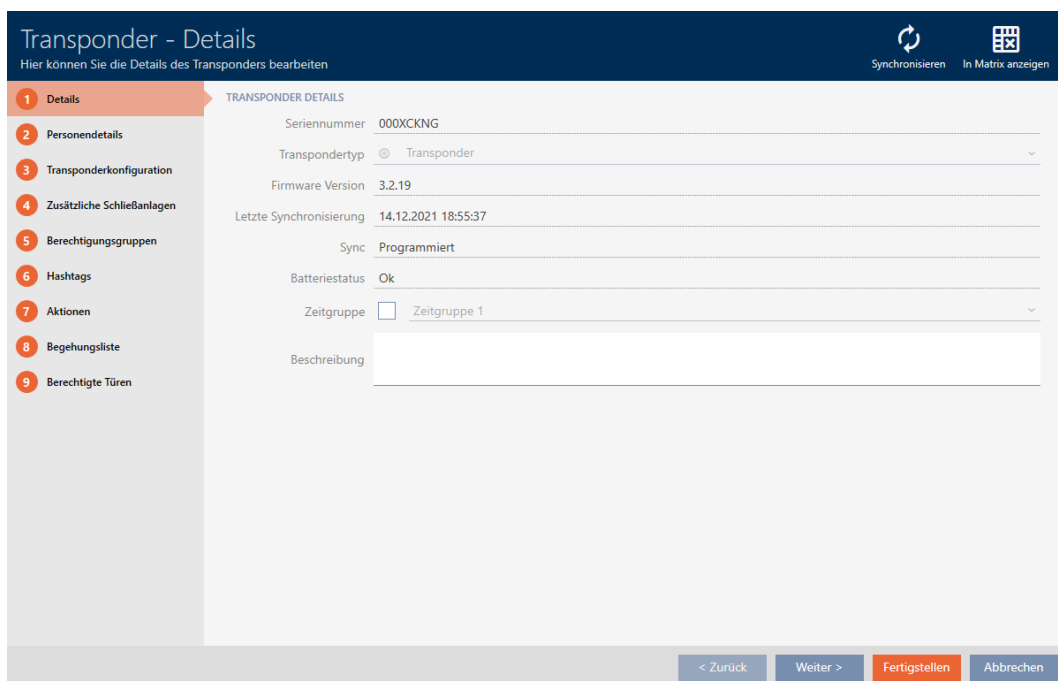 Transponder - Details
Hier können Sie die Details des Transponders bearbeiten
Synchronisieren
In Matrix anzeigen
1 Details
2 Personendetails
3 Transponderkonfiguration
4 Zusätzliche Schließanlagen
5 Berechtigungsgruppen
6 Hashtags
7 Aktionen
8 Begehungsliste
9 Berechtigte Türen
TRANSPONDER DETAILS
Seriennummer 000XCKNG
Transpondertyp Transponder
Firmware Version 3.2.19
Letzte Synchronisierung 14.12.2021 18:55:37
Sync Programmiert
Batteriestatus Ok
Zeitgruppe Zeitgruppe 1
Beschreibung
< Zurück
Weiter >
Fertigstellen
Abbrechen